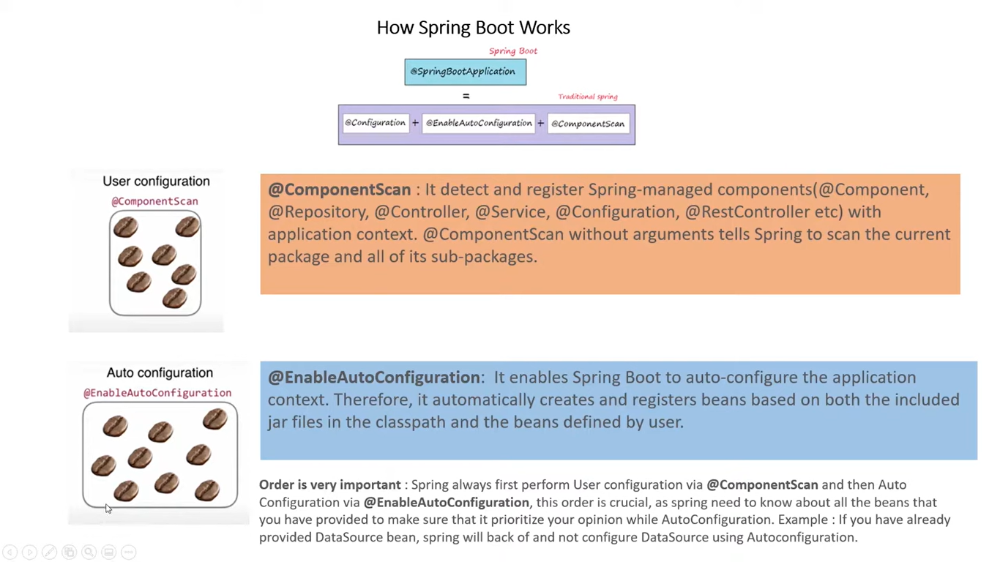 How Spring Boot Works
Spring Boot
@SpringBootApplication
=
Traditional spring
@Configuration + @EnableAutoConfiguration + @ComponentScan
User configuration
@ComponentScan
@ComponentScan : It detect and register Spring-managed components(@Component,
@Repository, @Controller, @Service, @Configuration, @RestController etc) with
application context. @ComponentScan without arguments tells Spring to scan the current
package and all of its sub-packages.
Auto configuration
@EnableAutoConfiguration
@EnableAutoConfiguration: It enables Spring Boot to auto-configure the application
context. Therefore, it automatically creates and registers beans based on both the included
jar files in the classpath and the beans defined by user.
Order is very important : Spring always first perform User configuration via @ComponentScan and then Auto
Configuration via @EnableAutoConfiguration, this order is crucial, as spring need to know about all the beans that
you have provided to make sure that it prioritize your opinion while AutoConfiguration. Example : If you have already
provided DataSource bean, spring will back of and not configure DataSource using Autoconfiguration.